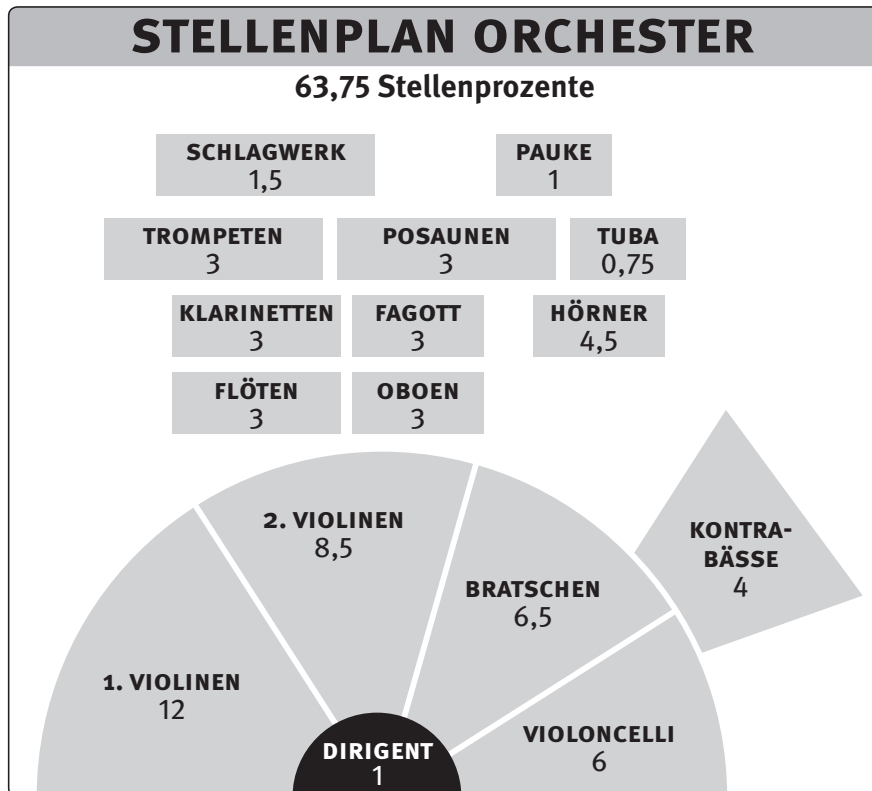 STELLENPLAN ORCHESTER
63,75 Stellenprozente
SCHLAGWERK
1,5
PAUKE
1
TROMPETEN
3
POSAUNEN
3
TUBA
0,75
KLARINETTEN
3
FAGOTT
3
HÖRNER
4,5
FLÖTEN
3
OBOEN
3
2. VIOLINEN
8,5
KONTRA-
BÄSSE
4
BRATSCHEN
6,5
1. VIOLINEN
12
VIOLONCELLI
6
DIRIGENT
1